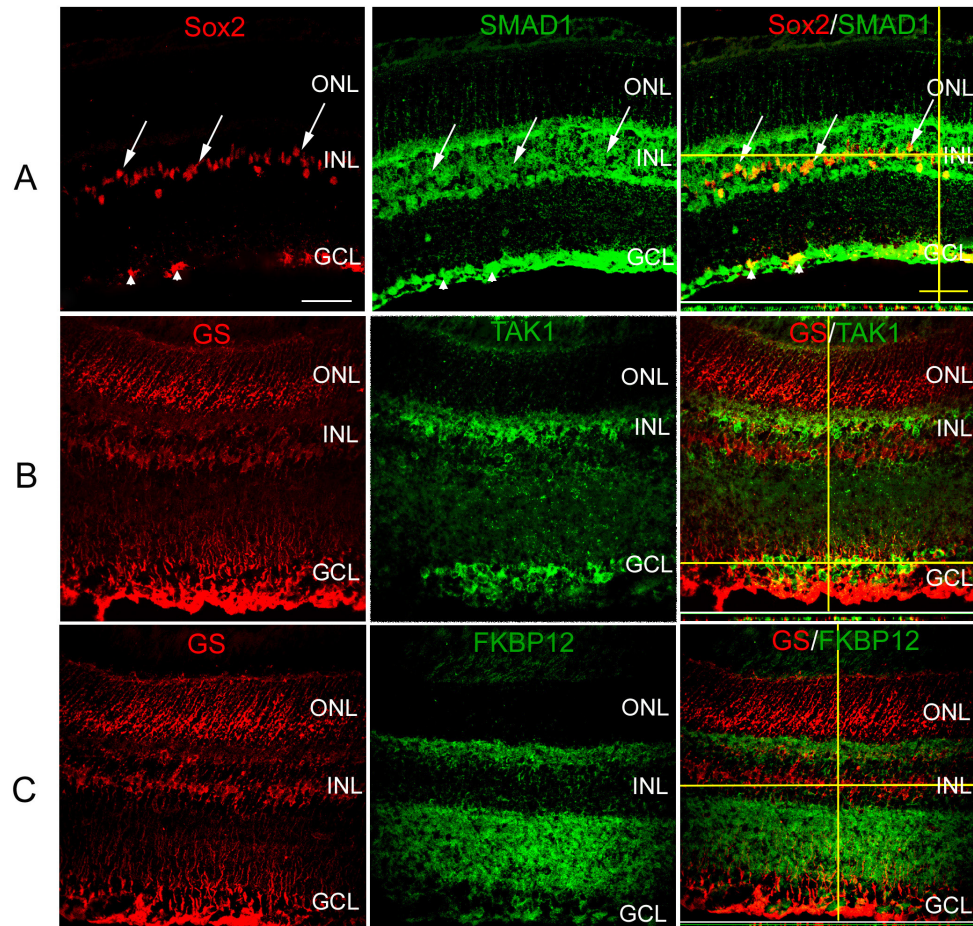 A
Sox2
ONL
INL
GCL
SMAD1
ONL
INL
GCL
Sox2/SMAD1
ONL
INL
GCL
B
GS
ONL
INL
GCL
TAK1
ONL
INL
GCL
GS/TAK1
ONL
INL
GCL
C
GS
ONL
INL
GCL
FKBP12
ONL
INL
GCL
GS/FKBP12
ONL
INL
GCL